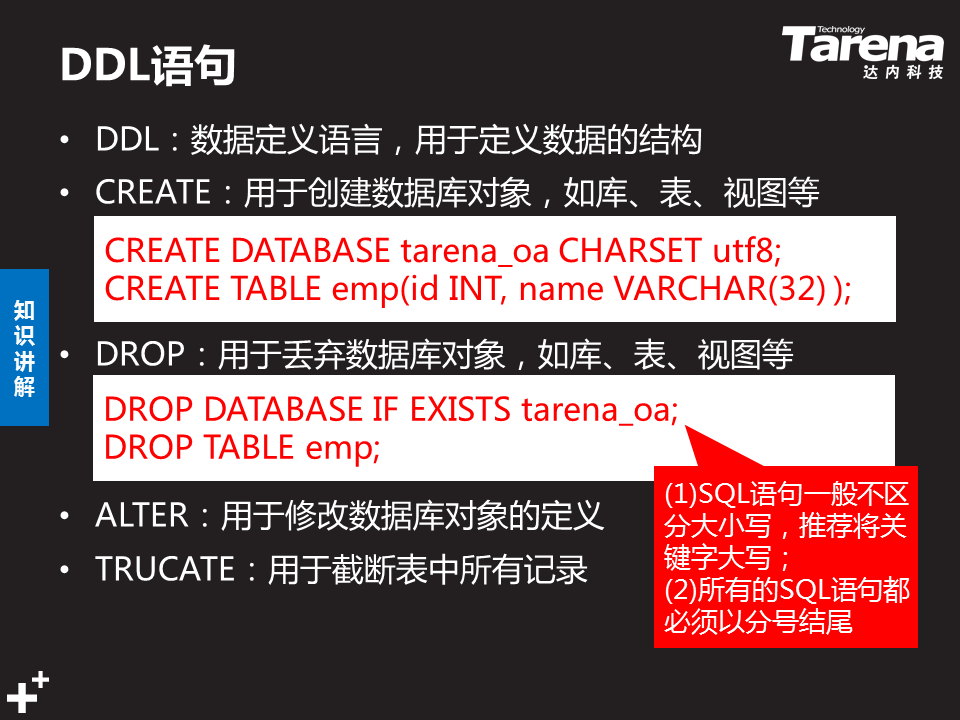 DDL语句
Technology
Tarena
达内科技
• DDL：数据定义语言，用于定义数据的结构
• CREATE：用于创建数据库对象，如库、表、视图等
CREATE DATABASE tarena_oa CHARSET utf8;
CREATE TABLE emp(id INT, name VARCHAR(32) );
知
识
讲
解
• DROP：用于丢弃数据库对象，如库、表、视图等
DROP DATABASE IF EXISTS tarena_oa;
DROP TABLE emp;
• ALTER：用于修改数据库对象的定义
• TRUCATE：用于截断表中所有记录
(1)SQL语句一般不区
分大小写，推荐将关
键字大写；
(2)所有的SQL语句都
必须以分号结尾